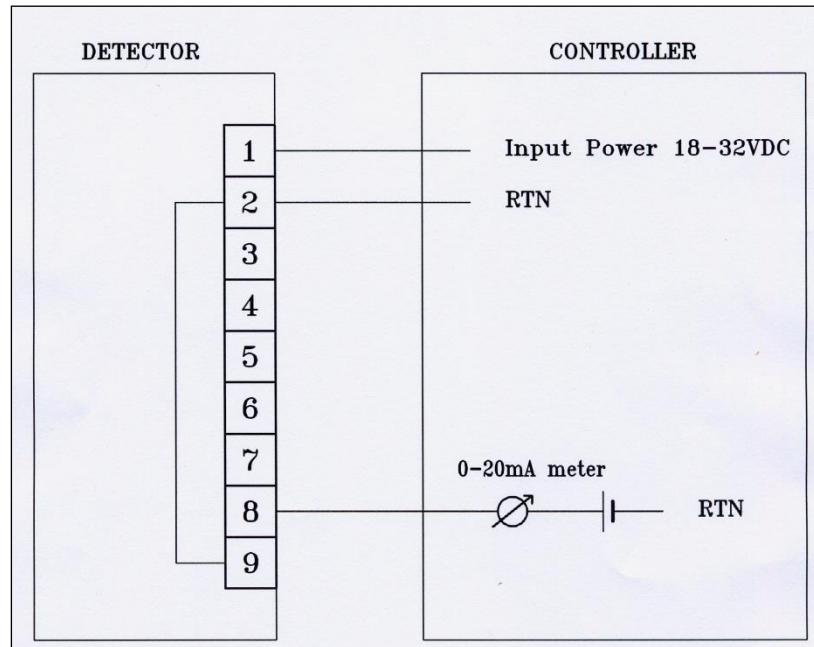 DETECTOR
CONTROLLER
1
Input Power 18-32VDC
2
RTN
3
4
5
6
7
0-20mA meter
8
RTN
9